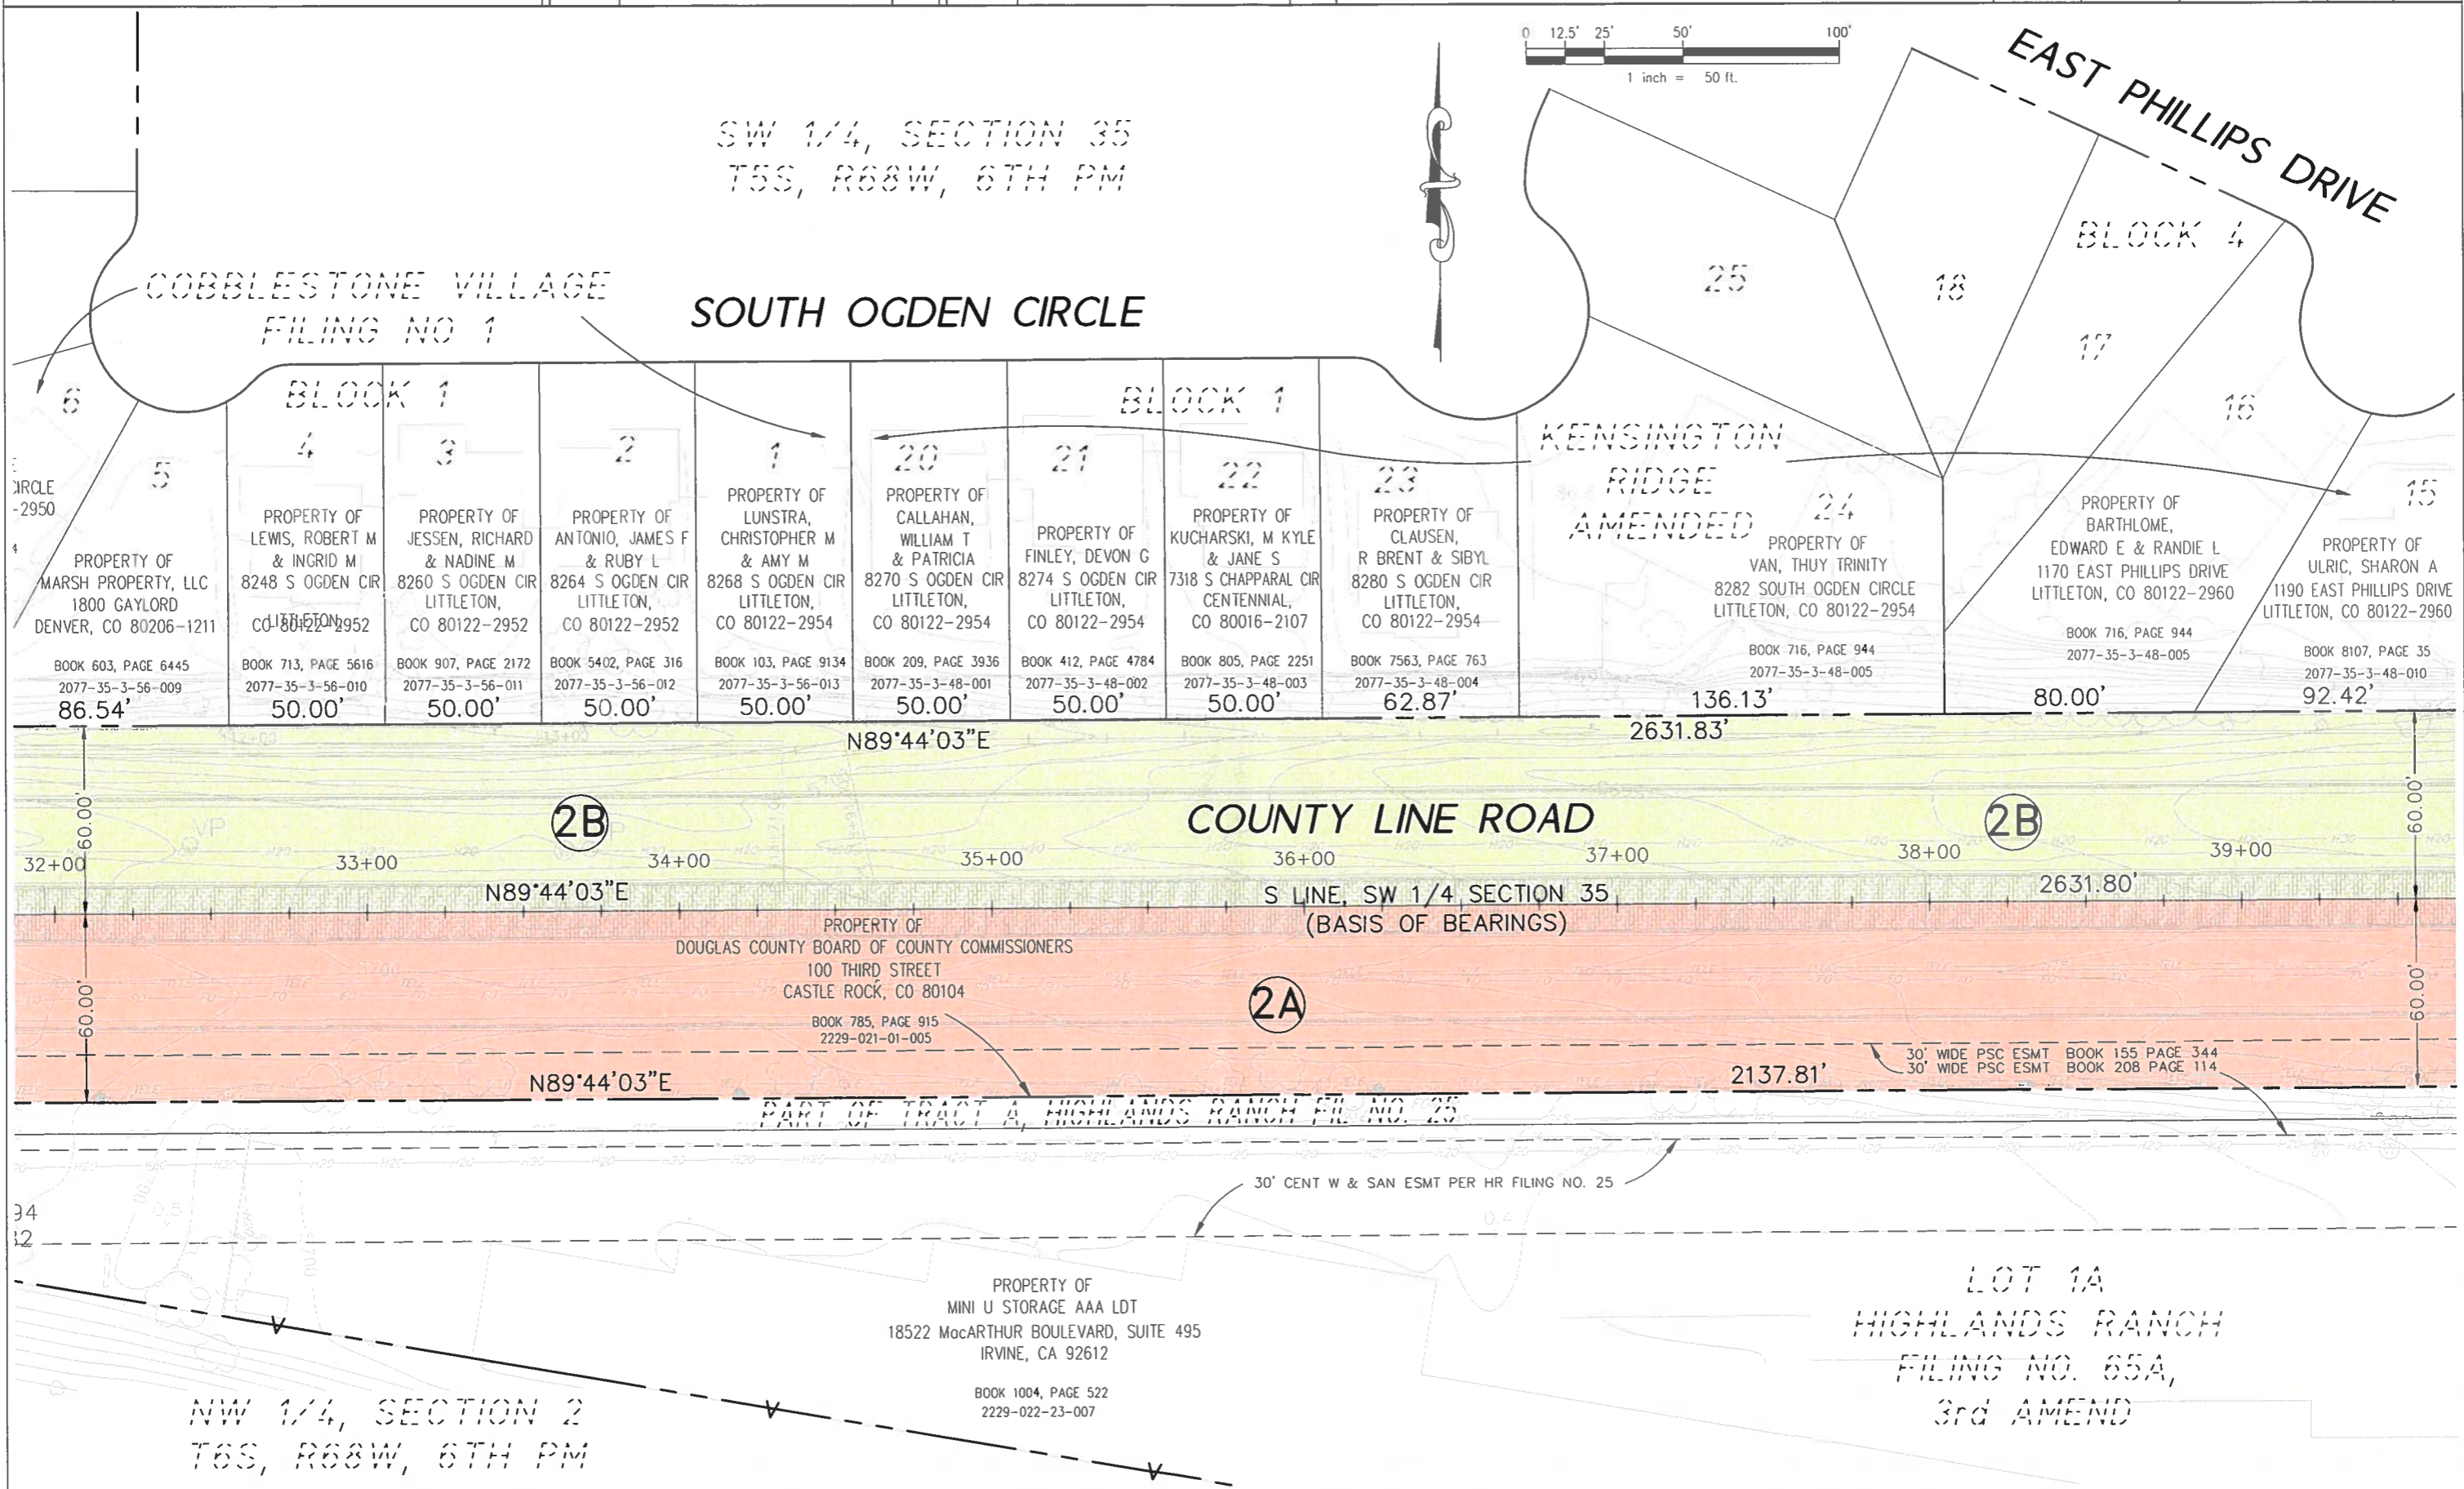 0 12.5' 25' 50' 100'
1 inch = 50 ft.
EAST PHILLIPS DRIVE
SW 1/4, SECTION 35
T5S, R68W, 6TH PM
COBBLESTONE VILLAGE
FILING NO 1
SOUTH OGDEN CIRCLE
BLOCK 4
25
18
17
16
6
BLOCK 1
BLOCK 1
KENSINGTON
RIDGE
AMENDED
CIRCLE
-2950
5
PROPERTY OF
MARSH PROPERTY, LLC
1800 GAYLORD
DENVER, CO 80206-1211
BOOK 603, PAGE 6445
2077-35-3-56-009
86.54'
4
PROPERTY OF
LEWIS, ROBERT M
& INGRID M
8248 S OGDEN CIR
LITTLETON,
CO 80122-2952
BOOK 713, PAGE 5616
2077-35-3-56-010
50.00'
3
PROPERTY OF
JESSEN, RICHARD
& NADINE M
8260 S OGDEN CIR
LITTLETON,
CO 80122-2952
BOOK 907, PAGE 2172
2077-35-3-56-011
50.00'
2
PROPERTY OF
ANTONIO, JAMES F
& RUBY L
8264 S OGDEN CIR
LITTLETON,
CO 80122-2952
BOOK 5402, PAGE 316
2077-35-3-56-012
50.00'
1
PROPERTY OF
LUNSTRA,
CHRISTOPHER M
& AMY M
8268 S OGDEN CIR
LITTLETON,
CO 80122-2954
BOOK 103, PAGE 9134
2077-35-3-56-013
50.00'
20
PROPERTY OF
CALLAHAN,
WILLIAM T
& PATRICIA
8270 S OGDEN CIR
LITTLETON,
CO 80122-2954
BOOK 209, PAGE 3936
2077-35-3-48-001
50.00'
21
PROPERTY OF
FINLEY, DEVON G
8274 S OGDEN CIR
LITTLETON,
CO 80122-2954
BOOK 412, PAGE 4784
2077-35-3-48-002
50.00'
22
PROPERTY OF
KUCHARSKI, M KYLE
& JANE S
7318 S CHAPPARAL CIR
CENTENNIAL,
CO 80016-2107
BOOK 805, PAGE 2251
2077-35-3-48-003
50.00'
23
PROPERTY OF
CLAUSEN,
R BRENT & SIBYL
8280 S OGDEN CIR
LITTLETON,
CO 80122-2954
BOOK 7563, PAGE 763
2077-35-3-48-004
62.87'
24
PROPERTY OF
VAN, THUY TRINITY
8282 SOUTH OGDEN CIRCLE
LITTLETON, CO 80122-2954
BOOK 716, PAGE 944
2077-35-3-48-005
136.13'
PROPERTY OF
BARTHLOME,
EDWARD E & RANDIE L
1170 EAST PHILLIPS DRIVE
LITTLETON, CO 80122-2960
BOOK 716, PAGE 944
2077-35-3-48-005
80.00'
15
PROPERTY OF
ULRIC, SHARON A
1190 EAST PHILLIPS DRIVE
LITTLETON, CO 80122-2960
BOOK 8107, PAGE 35
2077-35-3-48-010
92.42'
N89°44'03"E
2631.83'
60.00'
2B
COUNTY LINE ROAD
2B
60.00'
32+00 33+00 34+00 35+00 36+00 37+00 38+00 39+00
N89°44'03"E
S LINE, SW 1/4 SECTION 35
2631.80'
(BASIS OF BEARINGS)
PROPERTY OF
DOUGLAS COUNTY BOARD OF COUNTY COMMISSIONERS
100 THIRD STREET
CASTLE ROCK, CO 80104
BOOK 785, PAGE 915
2229-021-01-005
60.00'
2A
60.00'
30' WIDE PSC ESMT BOOK 155 PAGE 344
30' WIDE PSC ESMT BOOK 208 PAGE 114
N89°44'03"E
2137.81'
PART OF TRACT A, HIGHLANDS RANCH FIL NO. 25
30' CENT W & SAN ESMT PER HR FILING NO. 25
94
32
PROPERTY OF
MINI U STORAGE AAA LDT
18522 MacARTHUR BOULEVARD, SUITE 495
IRVINE, CA 92612
BOOK 1004, PAGE 522
2229-022-23-007
LOT 1A
HIGHLANDS RANCH
FILING NO. 65A,
3rd AMEND
NW 1/4, SECTION 2
T6S, R68W, 6TH PM